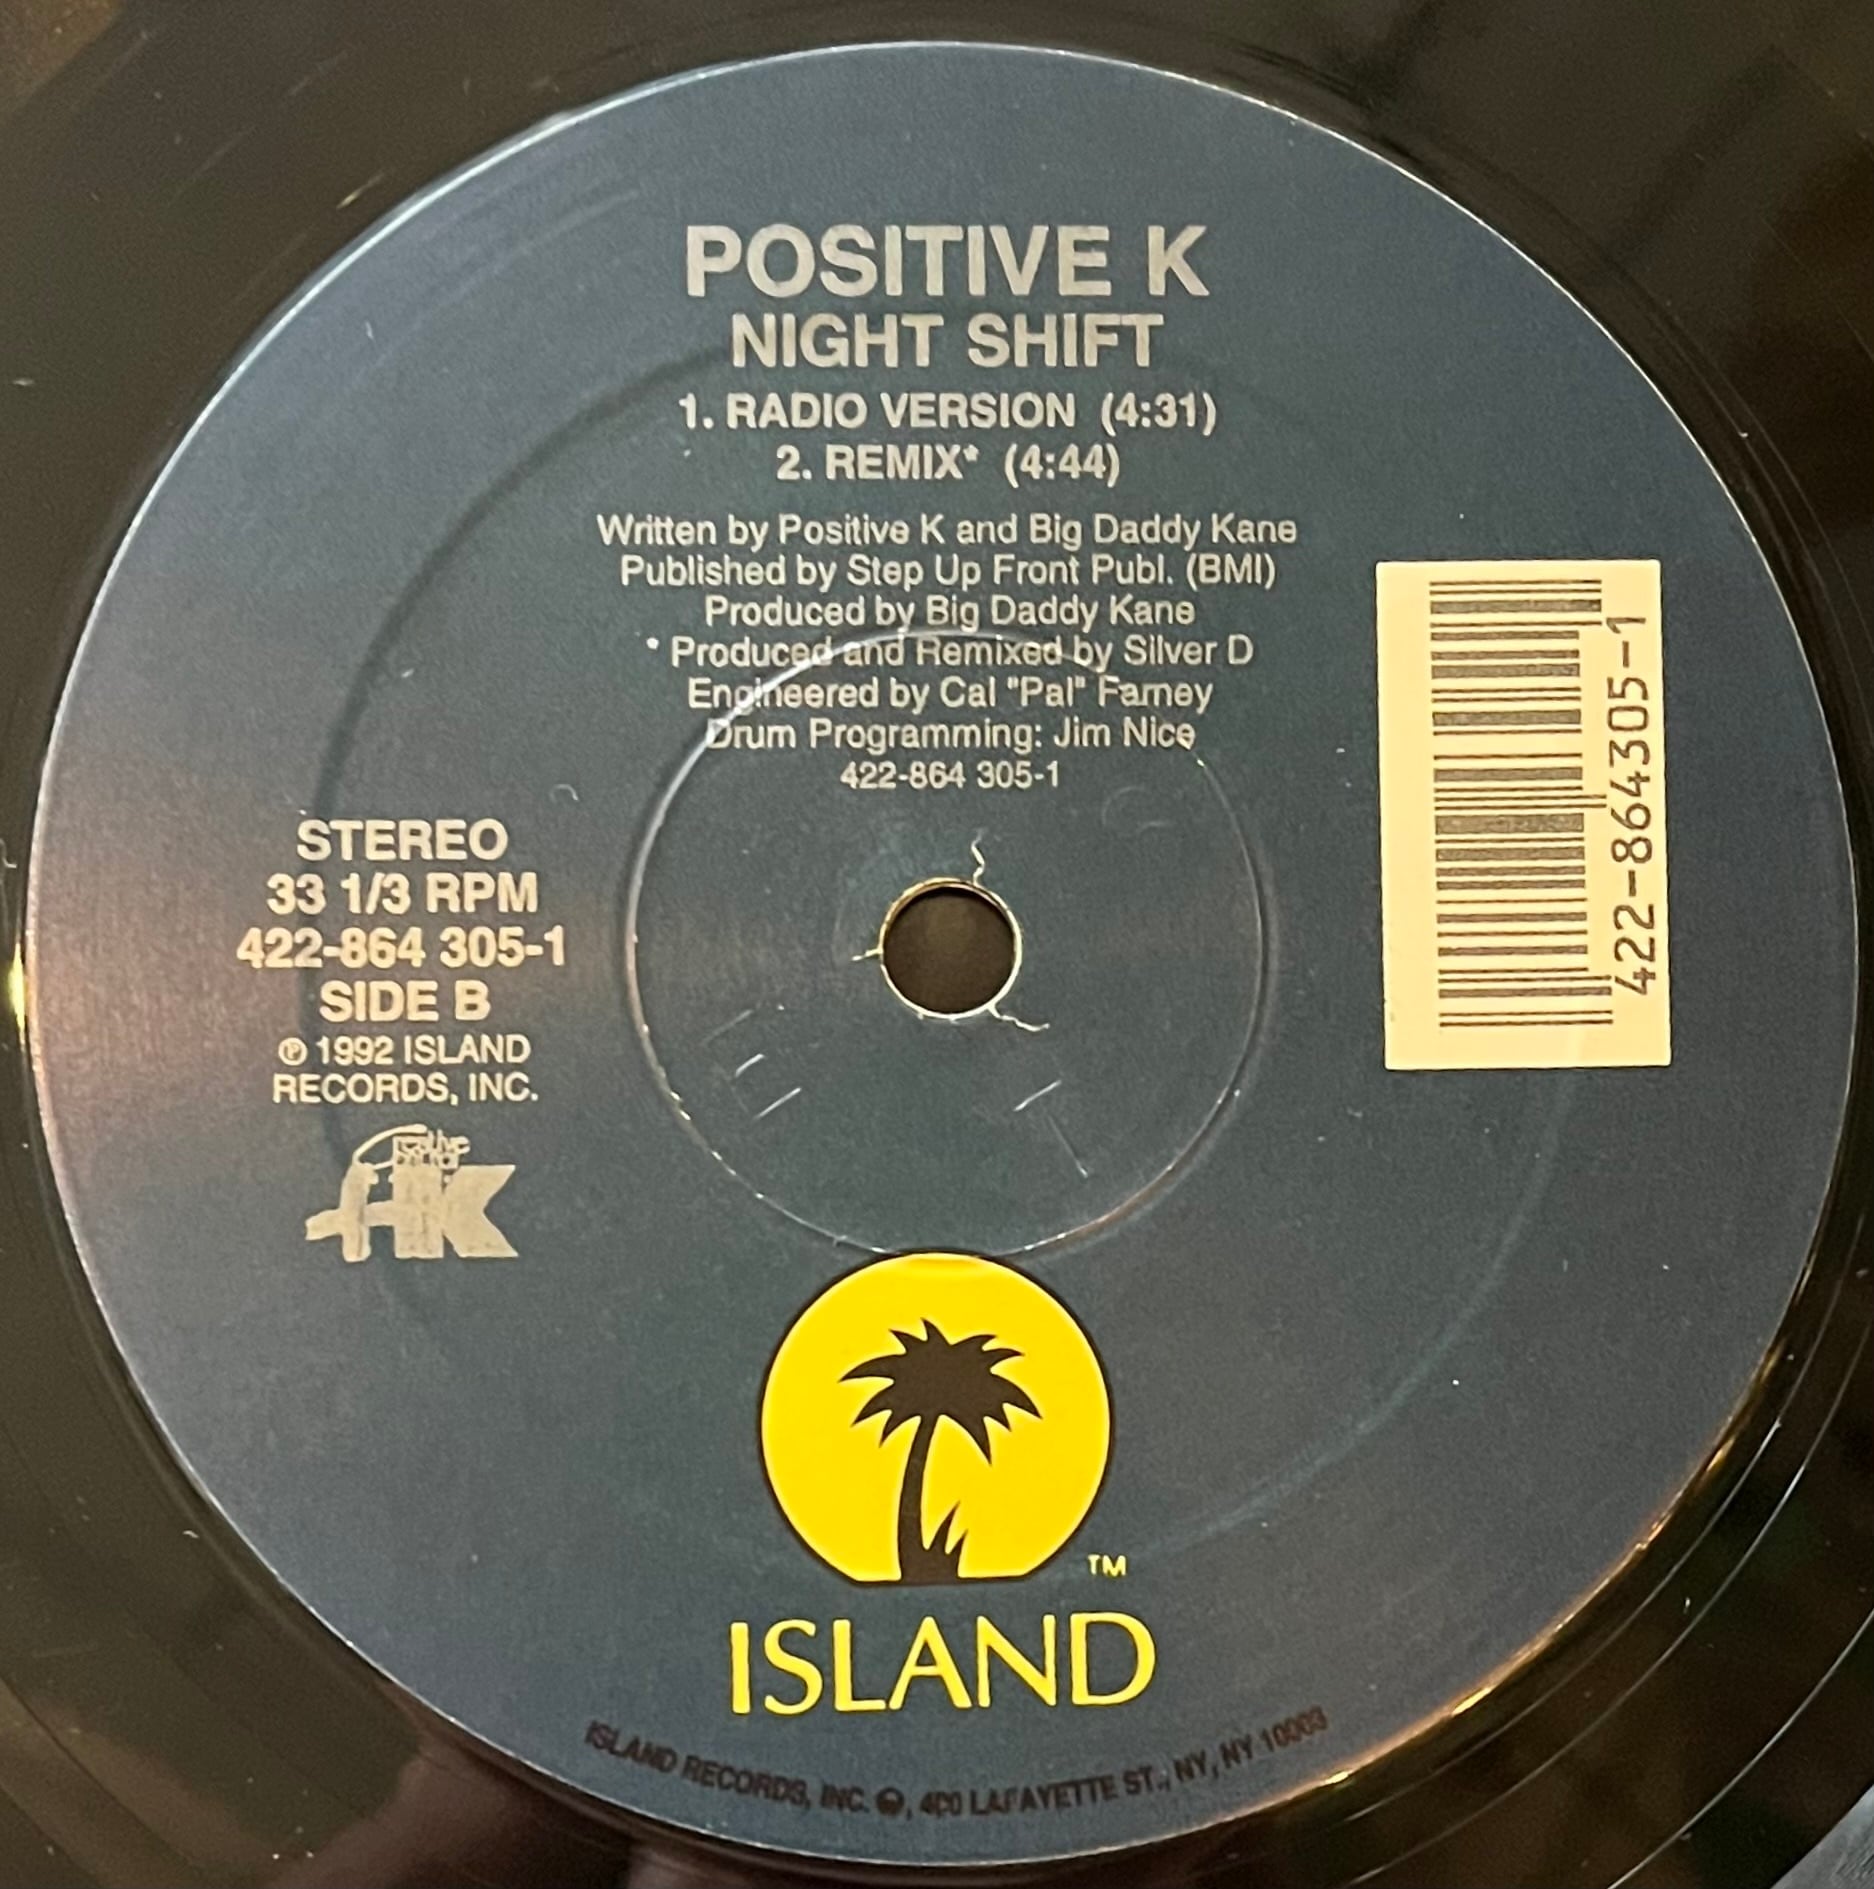 POSITIVE K
NIGHT SHIFT
1. RADIO VERSION (4:31)
2. REMIX* (4:44)
Written by Positive K and Big Daddy Kane
Published by Step Up Front Publ. (BMI)
Produced by Big Daddy Kane
* Produced and Remixed by Silver D
Engineered by Cal "Pal" Farney
Drum Programming: Jim Nice
422-864 305-1
STEREO
33 1/3 RPM
422-864 305-1
SIDE B
℗ 1992 ISLAND
RECORDS, INC.
422-864305-1
TM
ISLAND
ISLAND RECORDS, INC. , 400 LAFAYETTE ST., NY, NY 10003